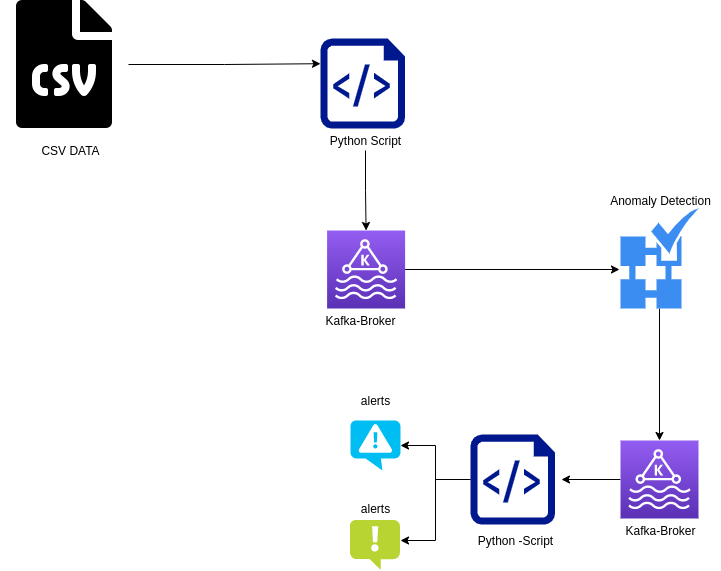 CSV
CSV DATA
</>
Python Script
Anomaly Detection
K
Kafka-Broker
alerts
</>
K
alerts
Kafka-Broker
Python -Script